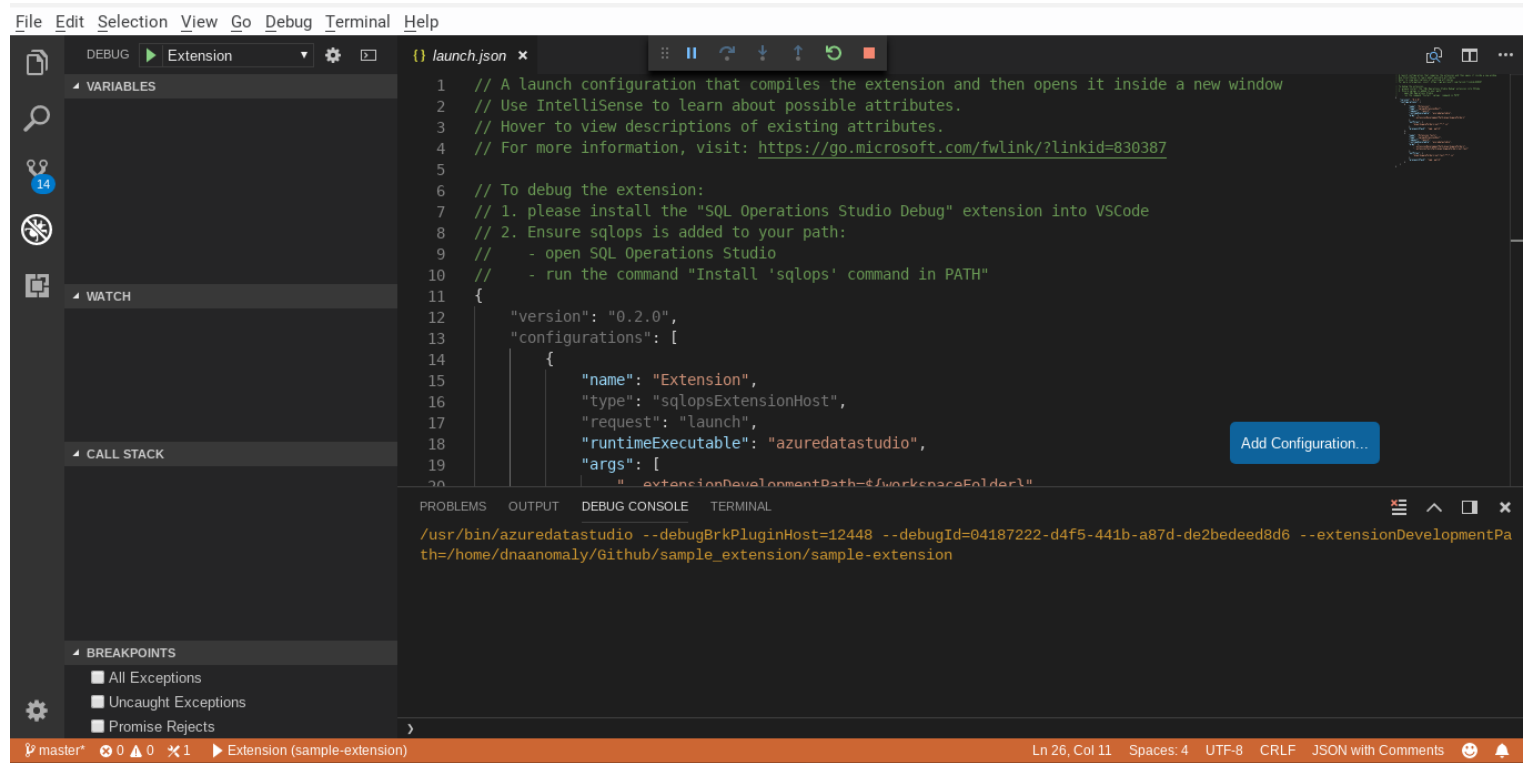 File Edit Selection View Go Debug Terminal Help
DEBUG Extension
launch.json
VARIABLES
WATCH
CALL STACK
BREAKPOINTS
All Exceptions
Uncaught Exceptions
Promise Rejects
14
1 // A launch configuration that compiles the extension and then opens it inside a new window
2 // Use IntelliSense to learn about possible attributes.
3 // Hover to view descriptions of existing attributes.
4 // For more information, visit: https://go.microsoft.com/fwlink/?linkid=830387
5
6 // To debug the extension:
7 // 1. please install the "SQL Operations Studio Debug" extension into VSCode
8 // 2. Ensure sqlops is added to your path:
9 //    - open SQL Operations Studio
10 //    - run the command "Install 'sqlops' command in PATH"
11 {
12 "version": "0.2.0",
13 "configurations": [
14 {
15 "name": "Extension",
16 "type": "sqlopsExtensionHost",
17 "request": "launch",
18 "runtimeExecutable": "azuredatastudio",
19 "args": [
20 "--extensionDevelopmentPath=${workspaceFolder}"
Add Configuration...
PROBLEMS OUTPUT DEBUG CONSOLE TERMINAL
/usr/bin/azuredatastudio --debugBrkPluginHost=12448 --debugId=04187222-d4f5-441b-a87d-de2bedeed8d6 --extensionDevelopmentPa
th=/home/dnaanomaly/Github/sample_extension/sample-extension
master* 0 0 1 Extension (sample-extension) Ln 26, Col 11 Spaces: 4 UTF-8 CRLF JSON with Comments